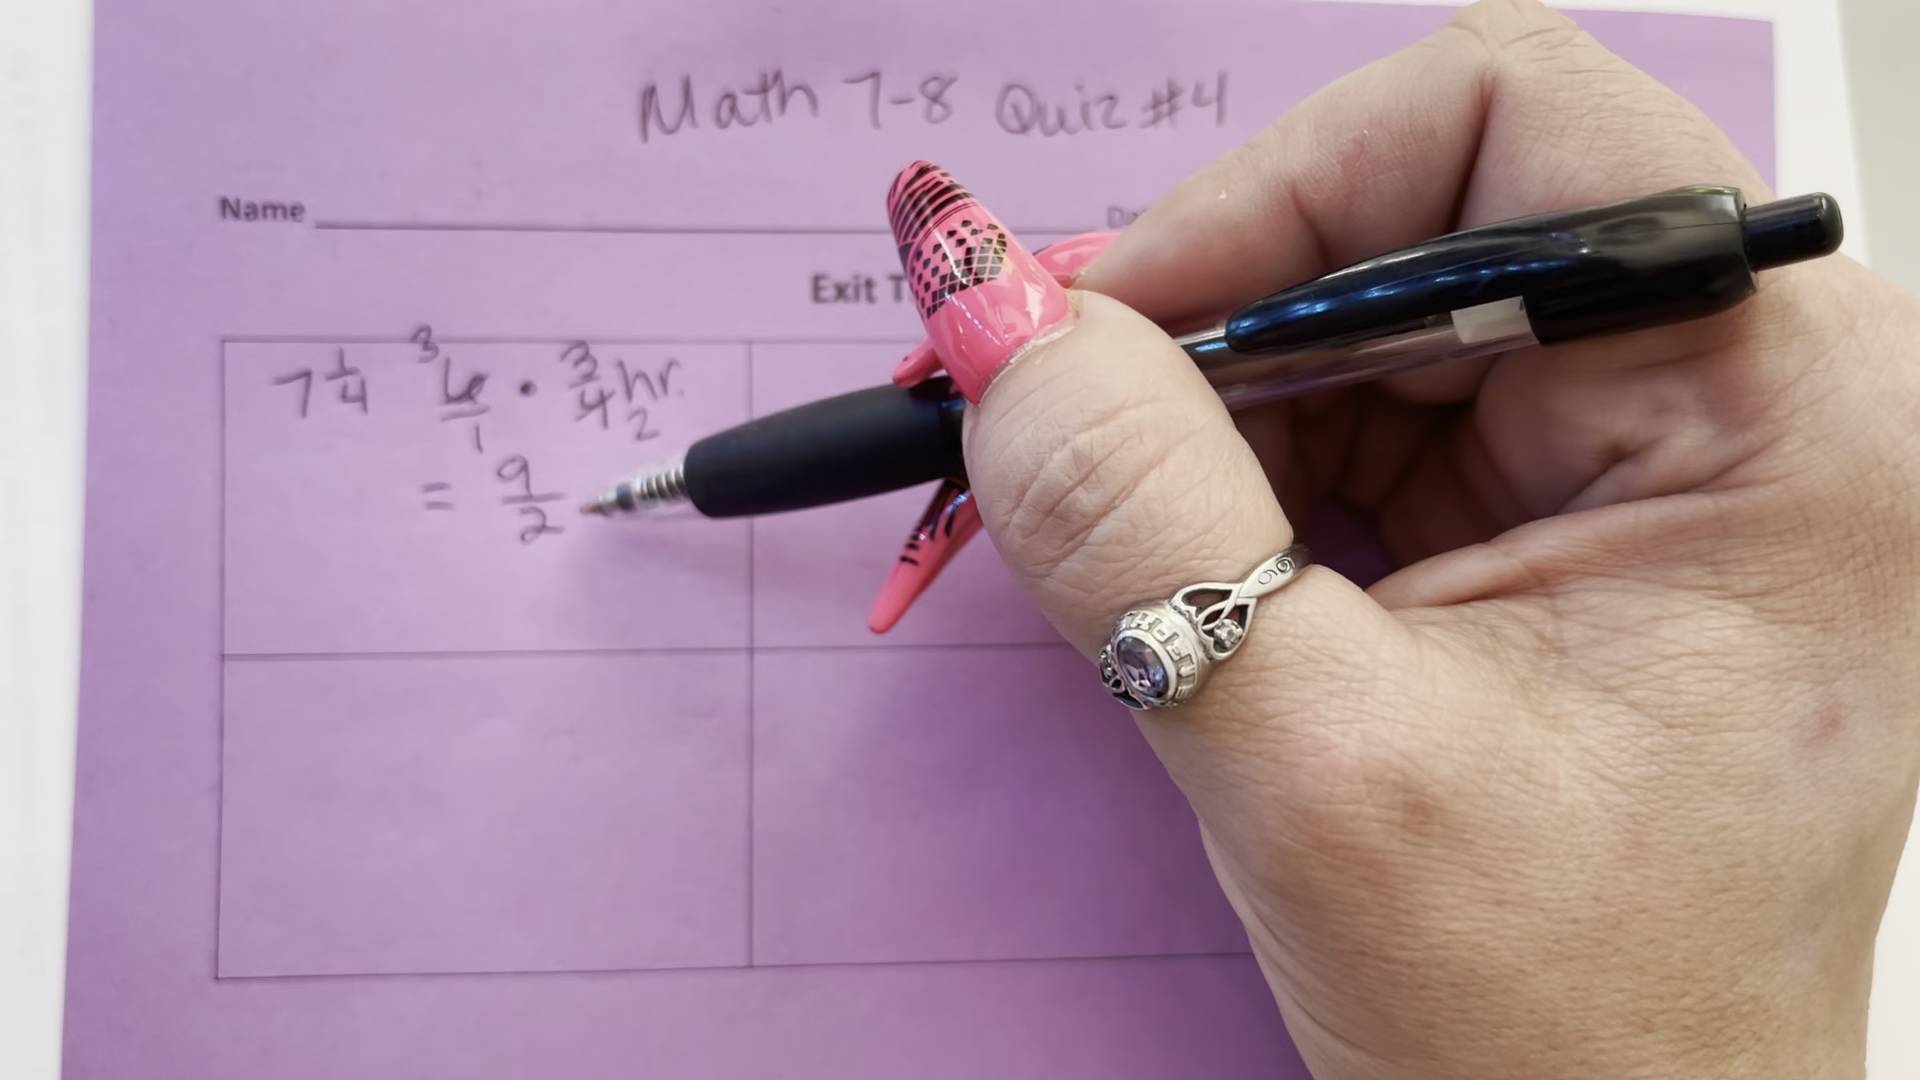 Math 7-8 Quiz #4
Name
Exit T
7 1/4 3 6/1 • 3/4 hr. 2
= 9/2